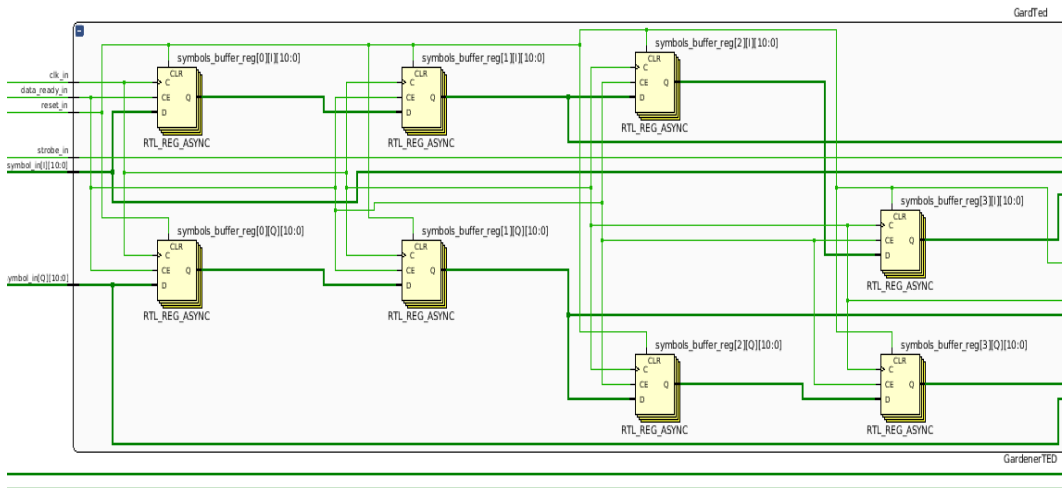 GardTed
symbols_buffer_reg[0][I][10:0]
CLR
C
CE
Q
D
RTL_REG_ASYNC
symbols_buffer_reg[1][I][10:0]
CLR
C
CE
Q
D
RTL_REG_ASYNC
symbols_buffer_reg[2][I][10:0]
CLR
C
CE
Q
D
RTL_REG_ASYNC
clk_in
data_ready_in
reset_in
strobe_in
symbol_in[I][10:0]
symbols_buffer_reg[3][I][10:0]
CLR
C
CE
Q
D
RTL_REG_ASYNC
symbols_buffer_reg[0][Q][10:0]
CLR
C
CE
Q
D
RTL_REG_ASYNC
symbols_buffer_reg[1][Q][10:0]
CLR
C
CE
Q
D
RTL_REG_ASYNC
ymbol_in[Q][10:0]
symbols_buffer_reg[2][Q][10:0]
CLR
C
CE
Q
D
RTL_REG_ASYNC
symbols_buffer_reg[3][Q][10:0]
CLR
C
CE
Q
D
RTL_REG_ASYNC
GardenerTED